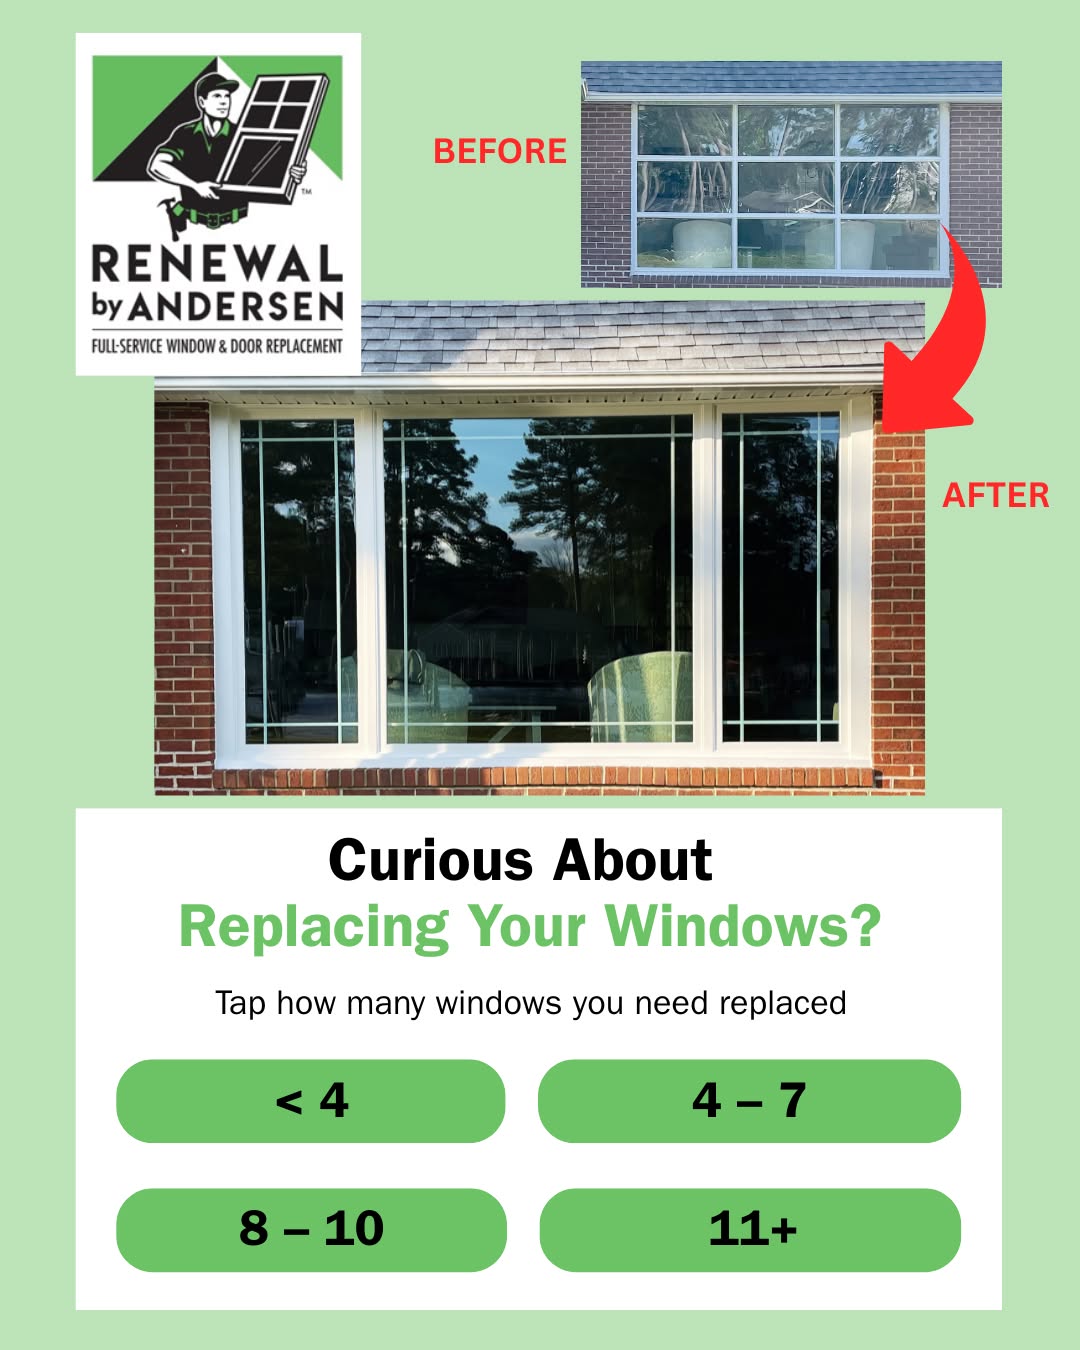 RENEWAL
by ANDERSEN
FULL-SERVICE WINDOW & DOOR REPLACEMENT
TM
BEFORE
AFTER
Curious About
Replacing Your Windows?
Tap how many windows you need replaced
< 4
4 – 7
8 – 10
11+